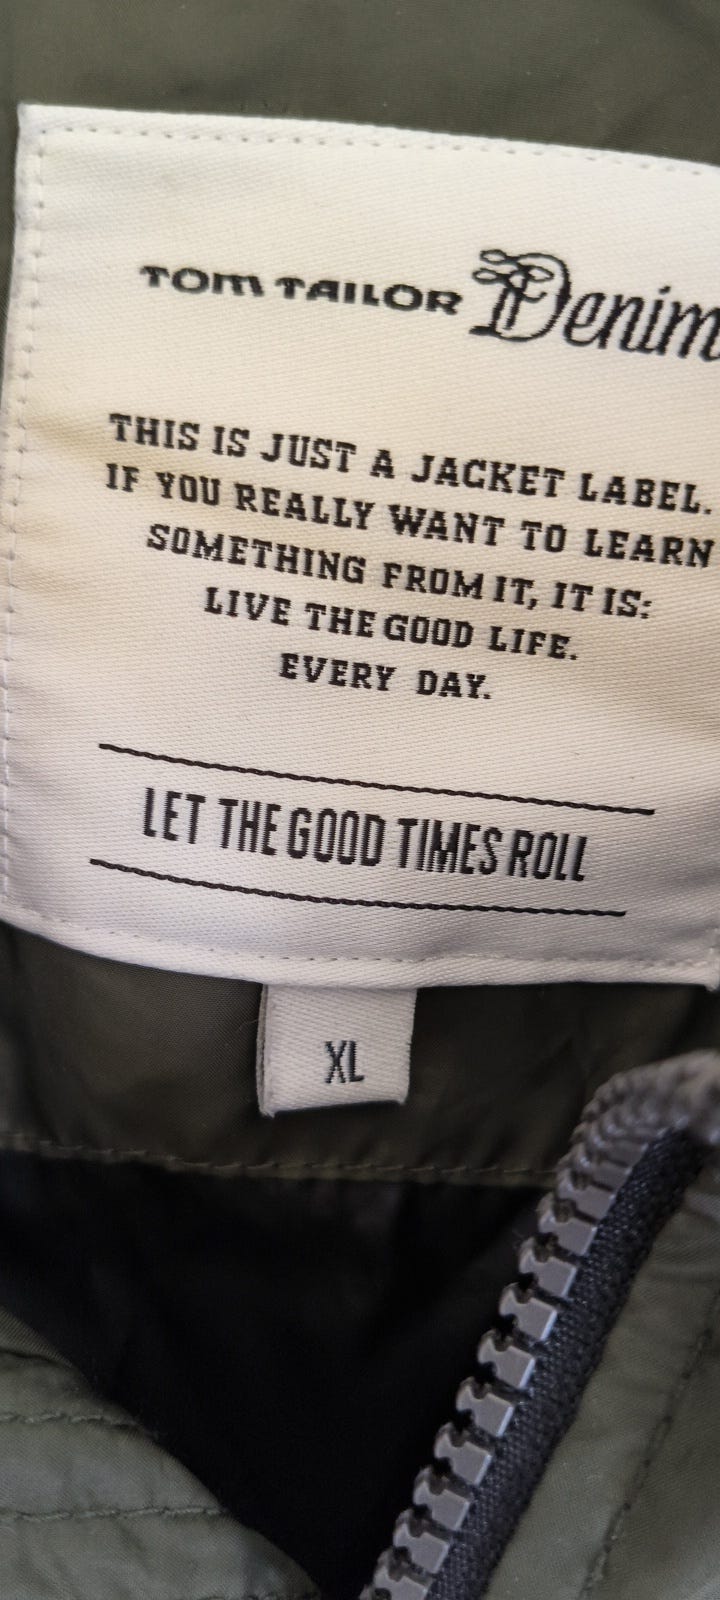 TOM TAILOR Denim
THIS IS JUST A JACKET LABEL.
IF YOU REALLY WANT TO LEARN
SOMETHING FROM IT, IT IS:
LIVE THE GOOD LIFE.
EVERY DAY.
LET THE GOOD TIMES ROLL
XL